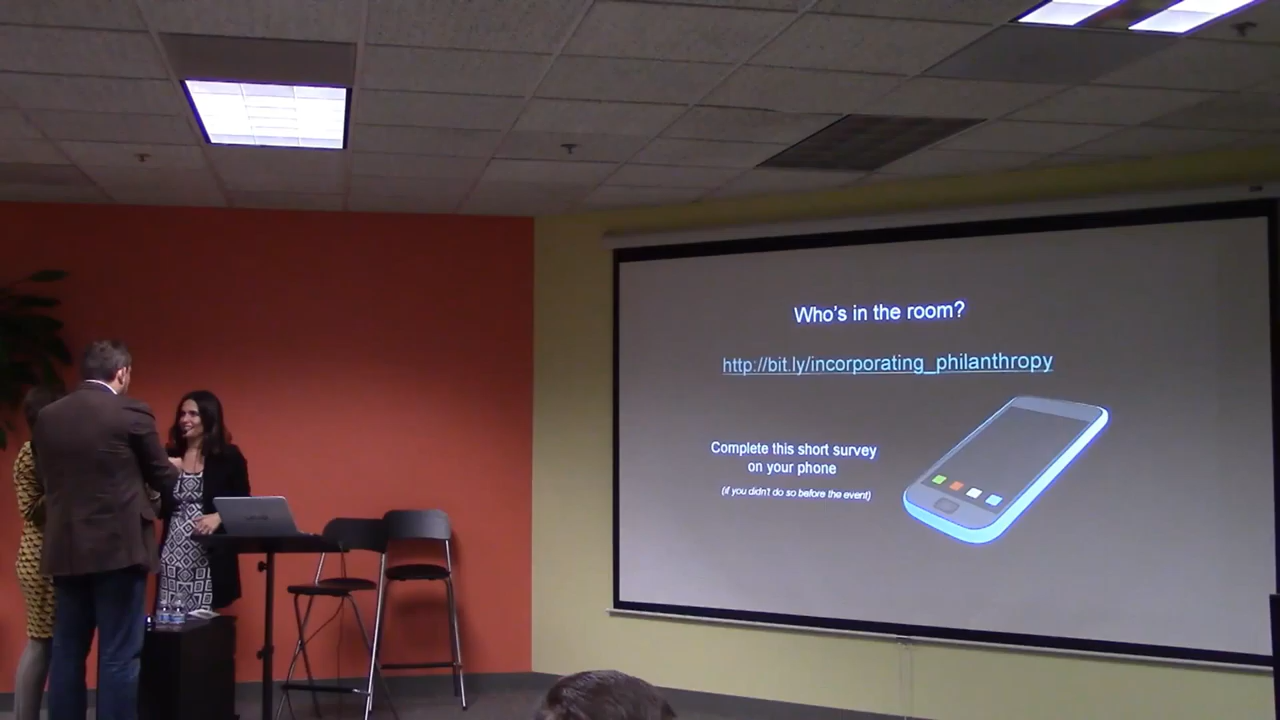 Who's in the room?
http://bit.ly/incorporating_philanthropy
Complete this short survey
on your phone
(if you didn't do so before the event)